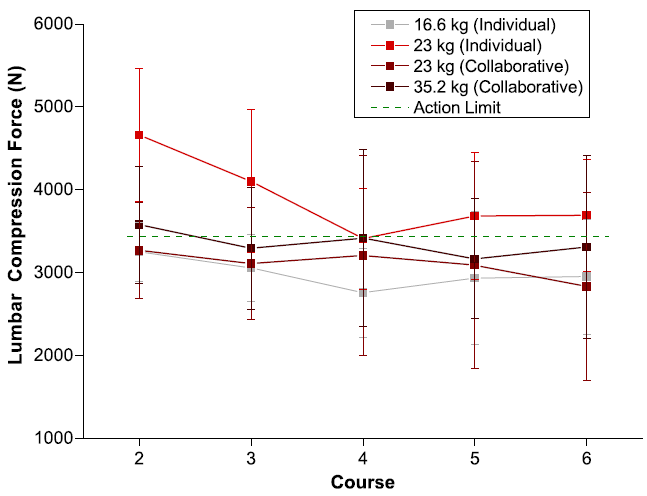 6000
5000
4000
3000
2000
1000
Lumbar Compression Force (N)
16.6 kg (Individual)
23 kg (Individual)
23 kg (Collaborative)
35.2 kg (Collaborative)
Action Limit
2 3 4 5 6
Course